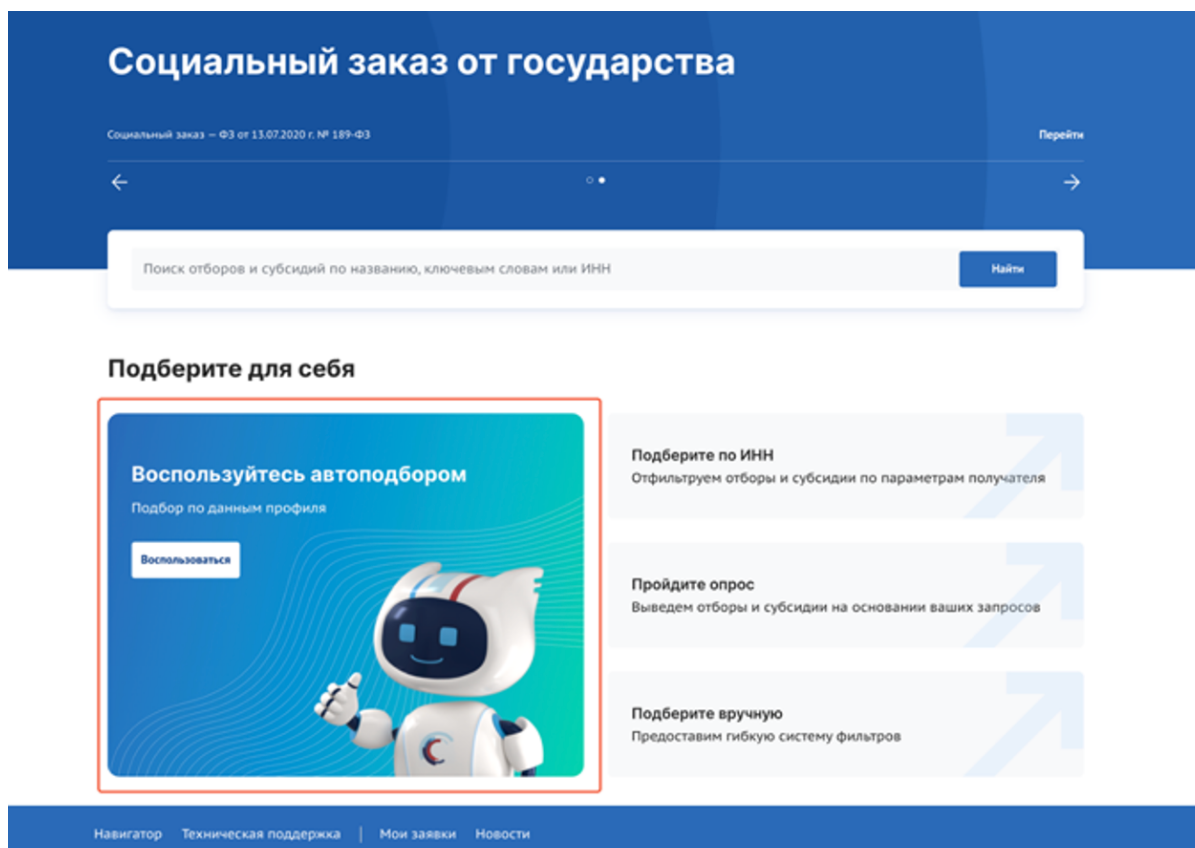 Социальный заказ от государства
Социальный заказ – ФЗ от 13.07.2020 г. № 189-ФЗ
Перейти
Поиск отборов и субсидий по названию, ключевым словам или ИНН
Найти
Подберите для себя
Воспользуйтесь автоподбором
Подбор по данным профиля
Воспользоваться
Подберите по ИНН
Отфильтруем отборы и субсидии по параметрам получателя
Пройдите опрос
Выведем отборы и субсидии на основании ваших запросов
Подберите вручную
Предоставим гибкую систему фильтров
Навигатор Техническая поддержка | Мои заявки Новости